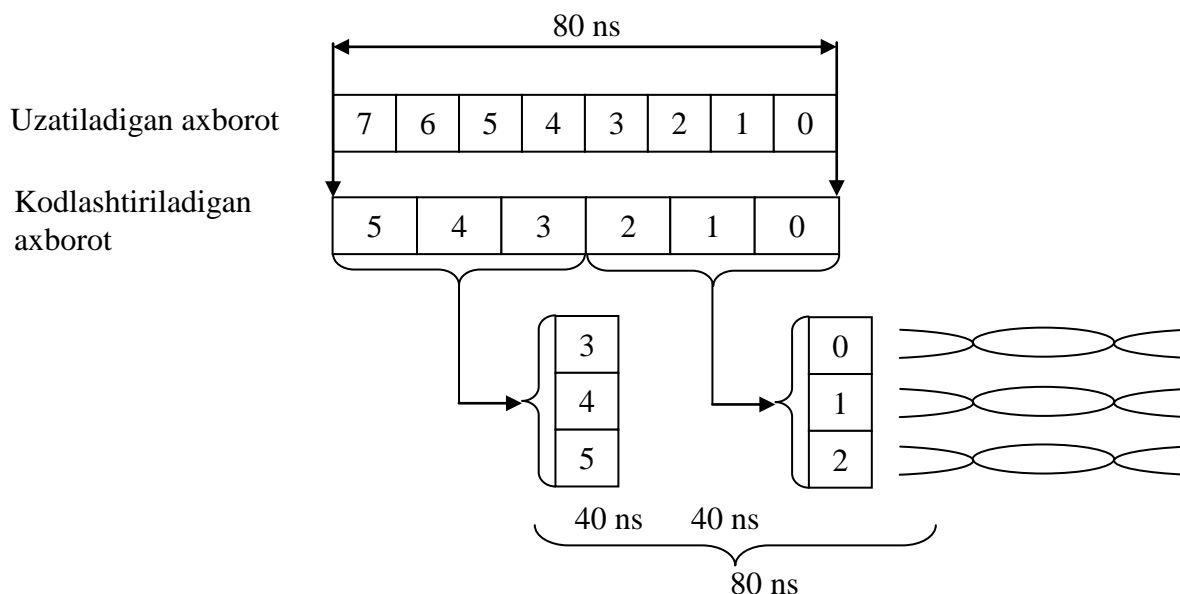 80 ns
Uzatiladigan axborot
7 6 5 4 3 2 1 0
Kodlashtiriladigan
axborot
5 4 3 2 1 0
3 0
4 1
5 2
40 ns 40 ns
80 ns